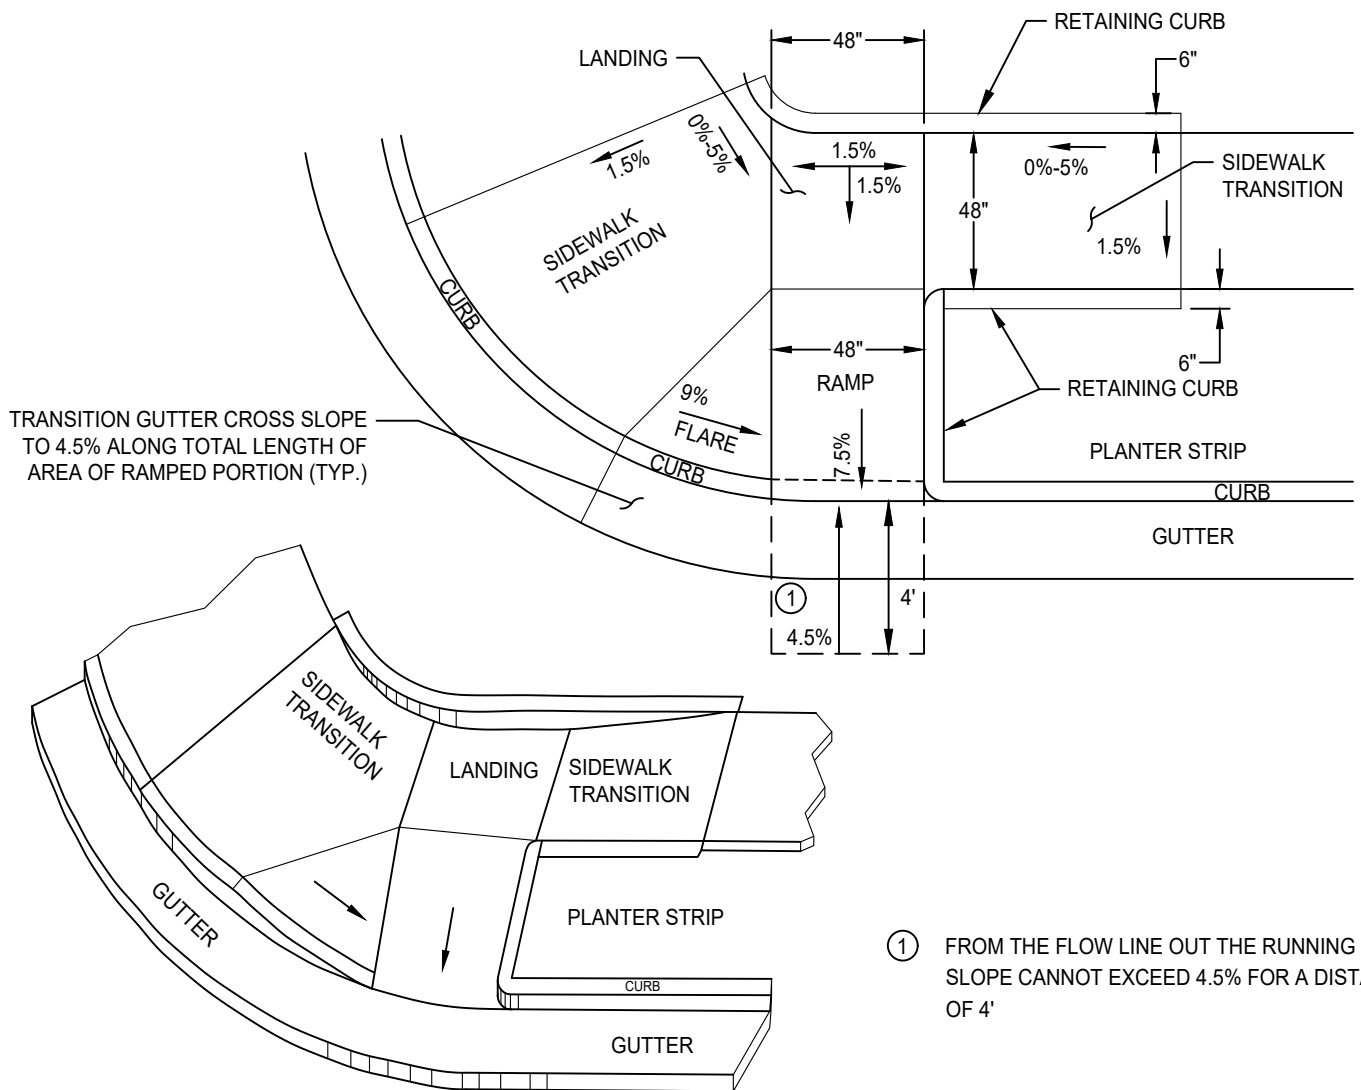 RETAINING CURB
48"
LANDING
6"
0%-5%
1.5%
1.5%
1.5%
0%-5%
SIDEWALK
TRANSITION
48"
1.5%
SIDEWALK
TRANSITION
CURB
48"
6"
RAMP
RETAINING CURB
9%
FLARE
TRANSITION GUTTER CROSS SLOPE
TO 4.5% ALONG TOTAL LENGTH OF
AREA OF RAMPED PORTION (TYP.)
7.5%
PLANTER STRIP
CURB
CURB
GUTTER
1
4'
4.5%
SIDEWALK
TRANSITION
LANDING
SIDEWALK
TRANSITION
GUTTER
PLANTER STRIP
CURB
GUTTER
1 FROM THE FLOW LINE OUT THE RUNNING
SLOPE CANNOT EXCEED 4.5% FOR A
OF 4'